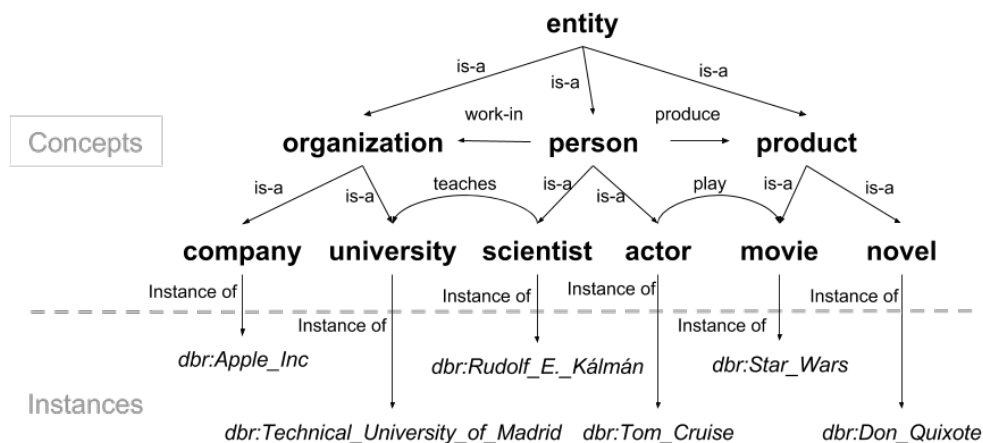 entity
is-a is-a is-a
work-in produce
Concepts organization person product
is-a is-a teaches is-a is-a play is-a is-a
company university scientist actor movie novel
Instance of Instance of Instance of Instance of
Instance of Instance of
dbr:Apple_Inc dbr:Rudolf_E._Kálmán dbr:Star_Wars
Instances
dbr:Technical_University_of_Madrid dbr:Tom_Cruise dbr:Don_Quixote